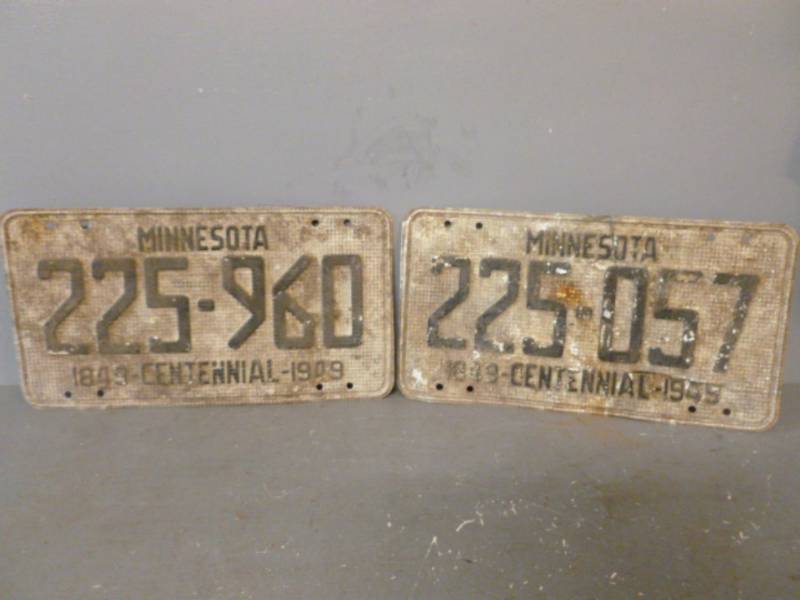 MINNESOTA
225-960
1849-CENTENNIAL-1949
MINNESOTA
225-057
1849-CENTENNIAL-1949